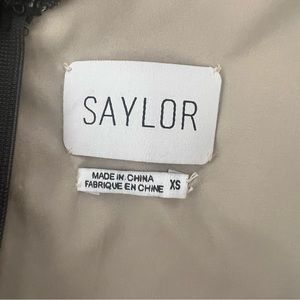 SAYLOR
MADE IN CHINA
FABRIQUE EN CHINE
XS